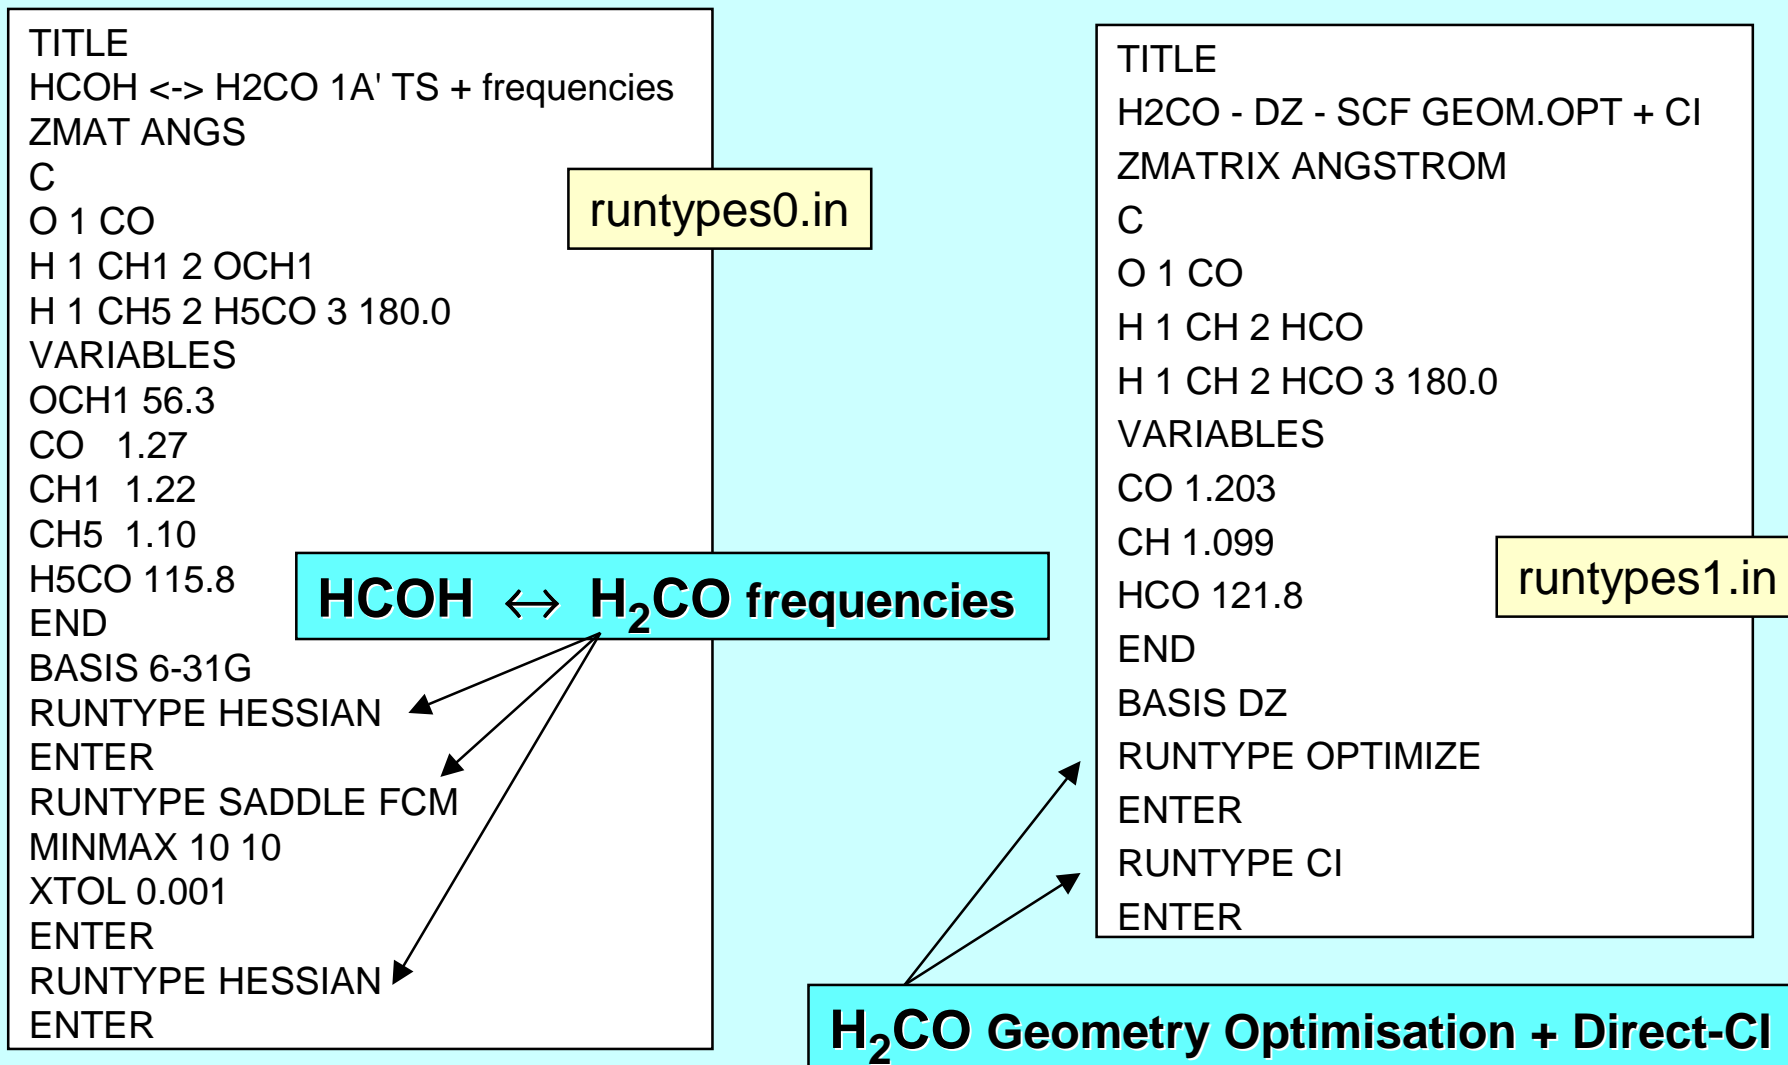 TITLE
HCOH <-> H2CO 1A' TS + frequencies
ZMAT ANGS
C
O 1 CO
H 1 CH1 2 OCH1
H 1 CH5 2 H5CO 3 180.0
VARIABLES
OCH1 56.3
CO 1.27
CH1 1.22
CH5 1.10
H5CO 115.8
END
BASIS 6-31G
RUNTYPE HESSIAN
ENTER
RUNTYPE SADDLE FCM
MINMAX 10 10
XTOL 0.001
ENTER
RUNTYPE HESSIAN
ENTER
runtypes0.in
HCOH ↔ H₂CO frequencies
TITLE
H2CO - DZ - SCF GEOM.OPT + CI
ZMATRIX ANGSTROM
C
O 1 CO
H 1 CH 2 HCO
H 1 CH 2 HCO 3 180.0
VARIABLES
CO 1.203
CH 1.099
HCO 121.8
END
BASIS DZ
RUNTYPE OPTIMIZE
ENTER
RUNTYPE CI
ENTER
runtypes1.in
H₂CO Geometry Optimisation + Direct-CI